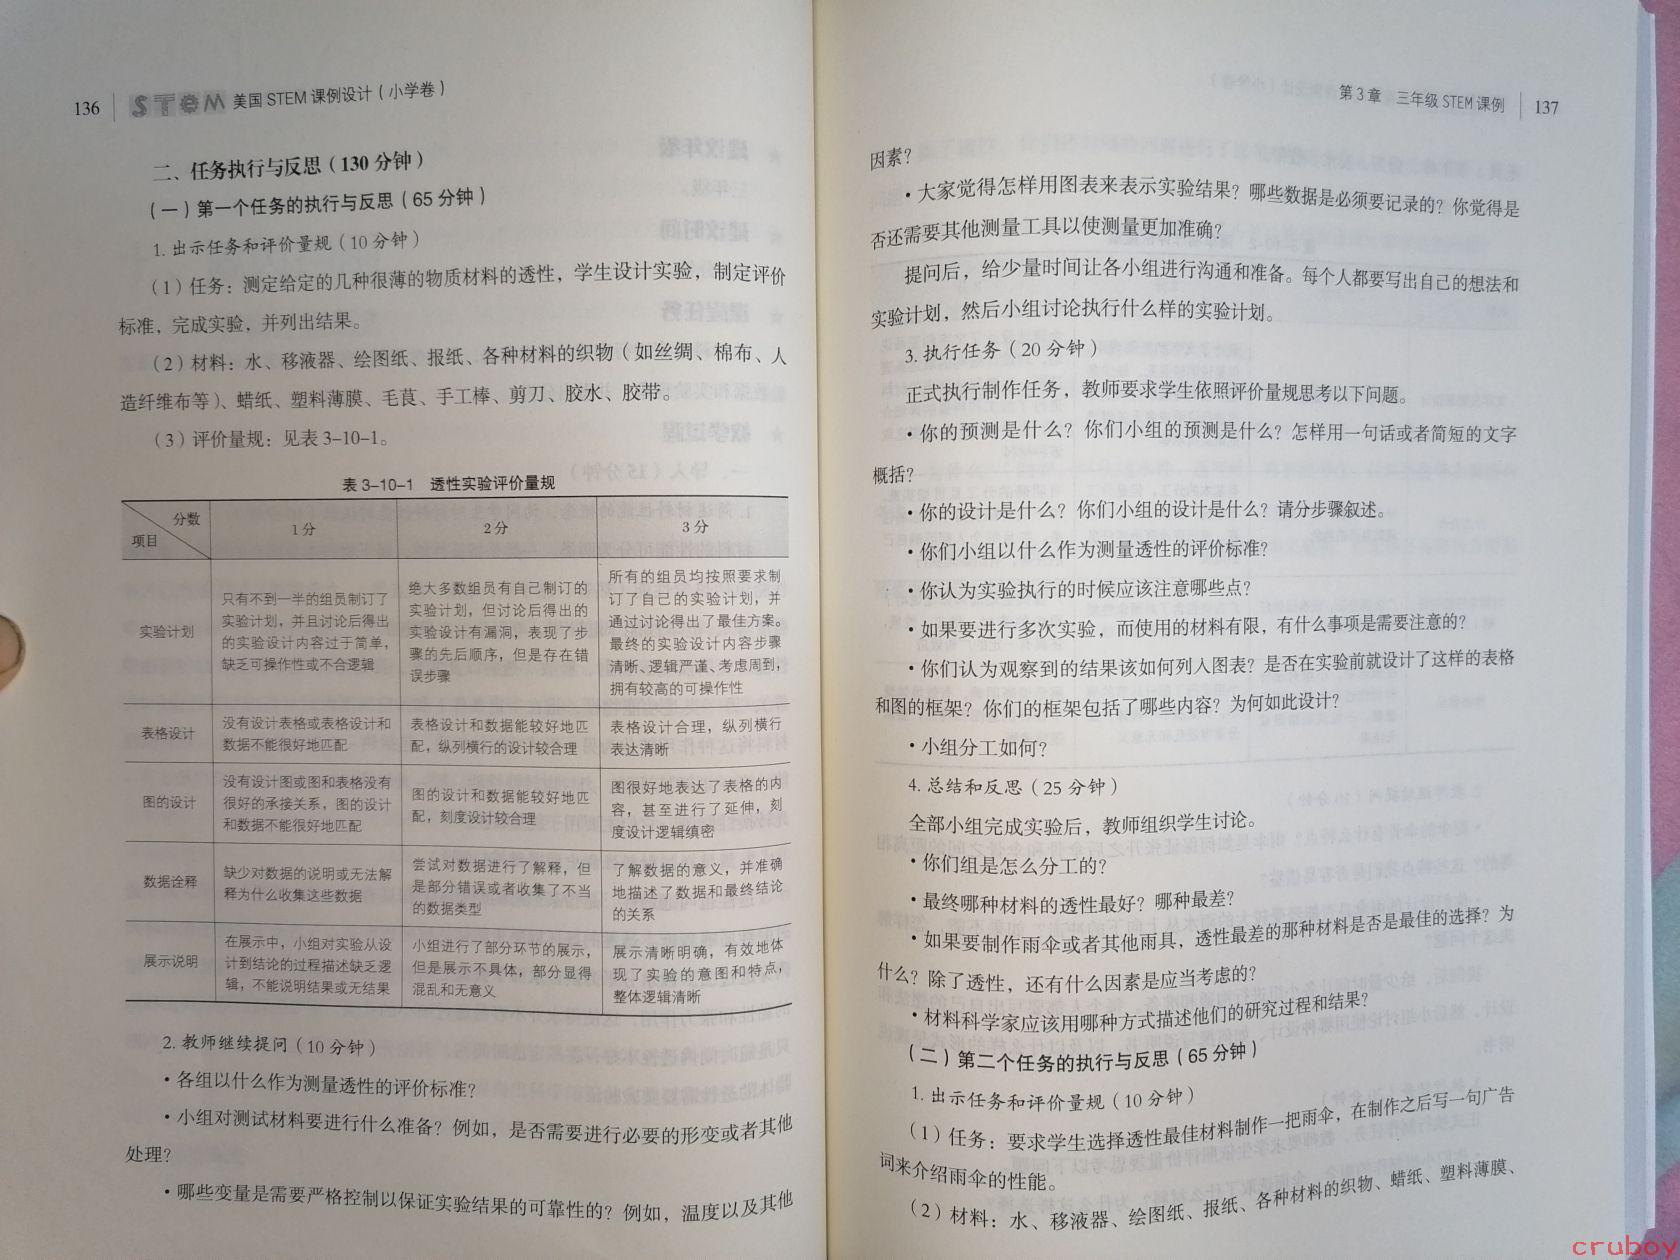 136 STEM 美国 STEM 课例设计（小学卷）
二、任务执行与反思（130 分钟）
（一）第一个任务的执行与反思（65 分钟）
1. 出示任务和评价量规（10 分钟）
（1）任务：测定给定的几种很薄的物质材料的透性，学生设计实验，制定评价
标准，完成实验，并列出结果。
（2）材料：水、移液器、绘图纸、报纸、各种材料的织物（如丝绸、棉布、人
造纤维布等）、蜡纸、塑料薄膜、毛茛、手工棒、剪刀、胶水、胶带。
（3）评价量规：见表 3-10-1。
表 3-10-1 透性实验评价量规
分数
项目
1 分
2 分
3 分
实验计划
只有不到一半的组员制订了
实验计划，并且讨论后得出
的实验设计内容过于简单，
缺乏可操作性或不合逻辑
绝大多数组员有自己制订的
实验计划，但讨论后得出的
实验设计有漏洞，表现了步
骤的先后顺序，但是存在错
误步骤
所有的组员均按照要求制
订了自己的实验计划，并
通过讨论得出了最佳方案。
最终的实验设计内容步骤
清晰、逻辑严谨、考虑周到，
拥有较高的可操作性
表格设计
没有设计表格或表格设计和
数据不能很好地匹配
表格设计和数据能较好地匹
配，纵列横行的设计较合理
表格设计合理，纵列横行
表达清晰
图的设计
没有设计图或图和表格没有
很好的承接关系，图的设计
和数据不能很好地匹配
图的设计和数据能较好地匹
配，刻度设计较合理
图很好地表达了表格的内
容，甚至进行了延伸，刻
度设计逻辑缜密
数据诠释
缺少对数据的说明或无法解
释为什么收集这些数据
尝试对数据进行了解释，但
是部分错误或者收集了不当
的数据类型
了解数据的意义，并准确
地描述了数据和最终结论
的关系
展示说明
在展示中，小组对实验从设
计到结论的过程描述缺乏逻
辑，不能说明结果或无结果
小组进行了部分环节的展示，
但是展示不具体，部分显得
混乱和无意义
展示清晰明确，有效地体
现了实验的意图和特点，
整体逻辑清晰
2. 教师继续提问（10 分钟）
·各组以什么作为测量透性的评价标准？
·小组对测试材料要进行什么准备？例如，是否需要进行必要的形变或者其他
处理？
·哪些变量是需要严格控制以保证实验结果的可靠性的？例如，温度以及其他
第 3 章 三年级 STEM 课例 137
因素？
·大家觉得怎样用图表来表示实验结果？哪些数据是必须要记录的？你觉得是
否还需要其他测量工具以使测量更加准确？
提问后，给少量时间让各小组进行沟通和准备。每个人都要写出自己的想法和
实验计划，然后小组讨论执行什么样的实验计划。
3. 执行任务（20 分钟）
正式执行制作任务，教师要求学生依照评价量规思考以下问题。
·你的预测是什么？你们小组的预测是什么？怎样用一句话或者简短的文字
概括？
·你的设计是什么？你们小组的设计是什么？请分步骤叙述。
·你们小组以什么作为测量透性的评价标准？
·你认为实验执行的时候应该注意哪些点？
·如果要进行多次实验，而使用的材料有限，有什么事项是需要注意的？
·你们认为观察到的结果该如何列入图表？是否在实验前就设计了这样的表格
和图的框架？你们的框架包括了哪些内容？为何如此设计？
·小组分工如何？
4. 总结和反思（25 分钟）
全部小组完成实验后，教师组织学生讨论。
·你们组是怎么分工的？
·最终哪种材料的透性最好？哪种最差？
·如果要制作雨伞或者其他雨具，透性最差的那种材料是否是最佳的选择？为
什么？除了透性，还有什么因素是应当考虑的？
·材料科学家应该用哪种方式描述他们的研究过程和结果？
（二）第二个任务的执行与反思（65 分钟）
1. 出示任务和评价量规（10 分钟）
（1）任务：要求学生选择透性最佳材料制作一把雨伞，在制作之后写一句广告
词来介绍雨伞的性能。
（2）材料：水、移液器、绘图纸、报纸、各种材料的织物、蜡纸、塑料薄膜、
cruboy